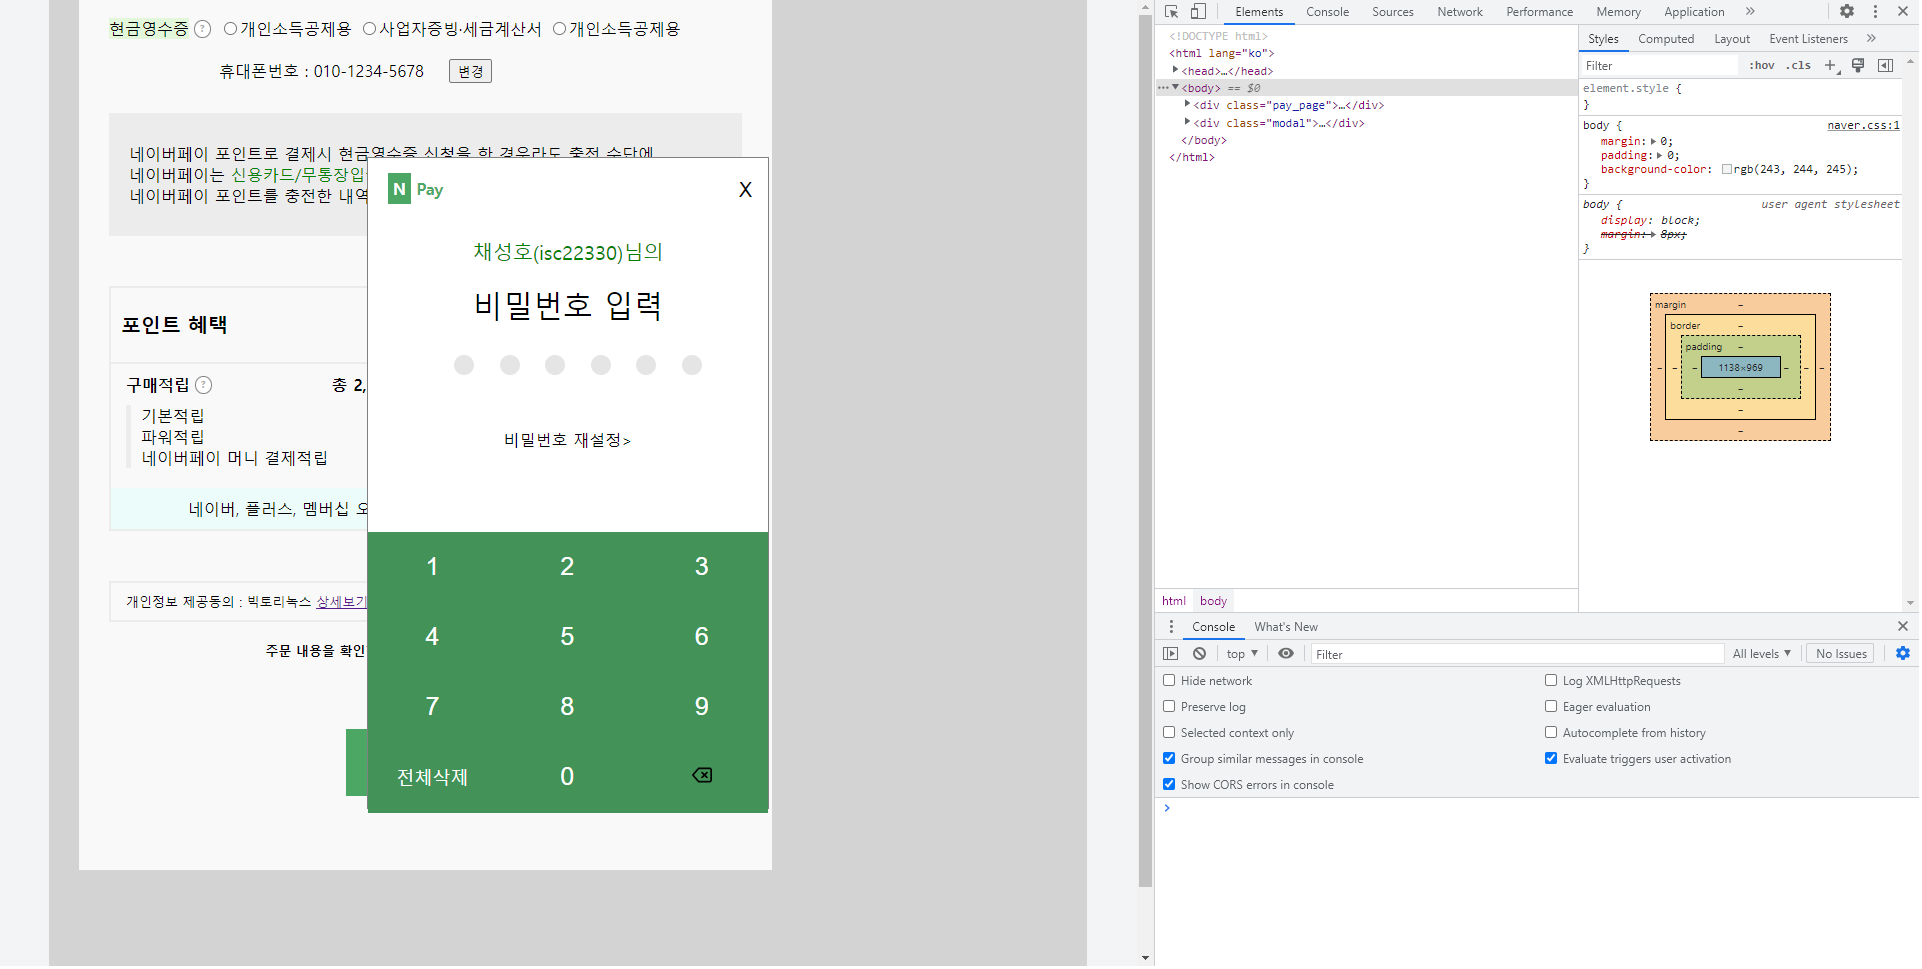 현금영수증 ? 개인소득공제용 사업자증빙·세금계산서 개인소득공제용
휴대폰번호 : 010-1234-5678 변경
네이버페이 포인트로 결제시 현금영수증 신청을 한 경우라도 충전 수단에
네이버페이는 신용카드/무통장입
네이버페이 포인트를 충전한 내역
N Pay X
채성호(isc22330)님의
비밀번호 입력
비밀번호 재설정>
포인트 혜택
구매적립 ? 총 2,
기본적립
파워적립
네이버페이 머니 결제적립
네이버, 플러스, 멤버십 오
개인정보 제공동의 : 빅토리녹스 상세보기
주문 내용을 확인
1 2 3
4 5 6
7 8 9
전체삭제 0
Elements Console Sources Network Performance Memory Application »
<!DOCTYPE html>
<html lang="ko">
<head>…</head>
<body> == $0
<div class="pay_page">…</div>
<div class="modal">…</div>
</body>
</html>
html body
Styles Computed Layout Event Listeners »
Filter :hov .cls +
element.style {
}
body { naver.css:1
margin: 0;
padding: 0;
background-color: rgb(243, 244, 245);
}
body { user agent stylesheet
display: block;
margin: 8px;
}
margin –
border –
padding –
– – – 1138×969 – – –
–
–
–
Console What's New
top Filter All levels No Issues
Hide network Log XMLHttpRequests
Preserve log Eager evaluation
Selected context only Autocomplete from history
Group similar messages in console Evaluate triggers user activation
Show CORS errors in console
>